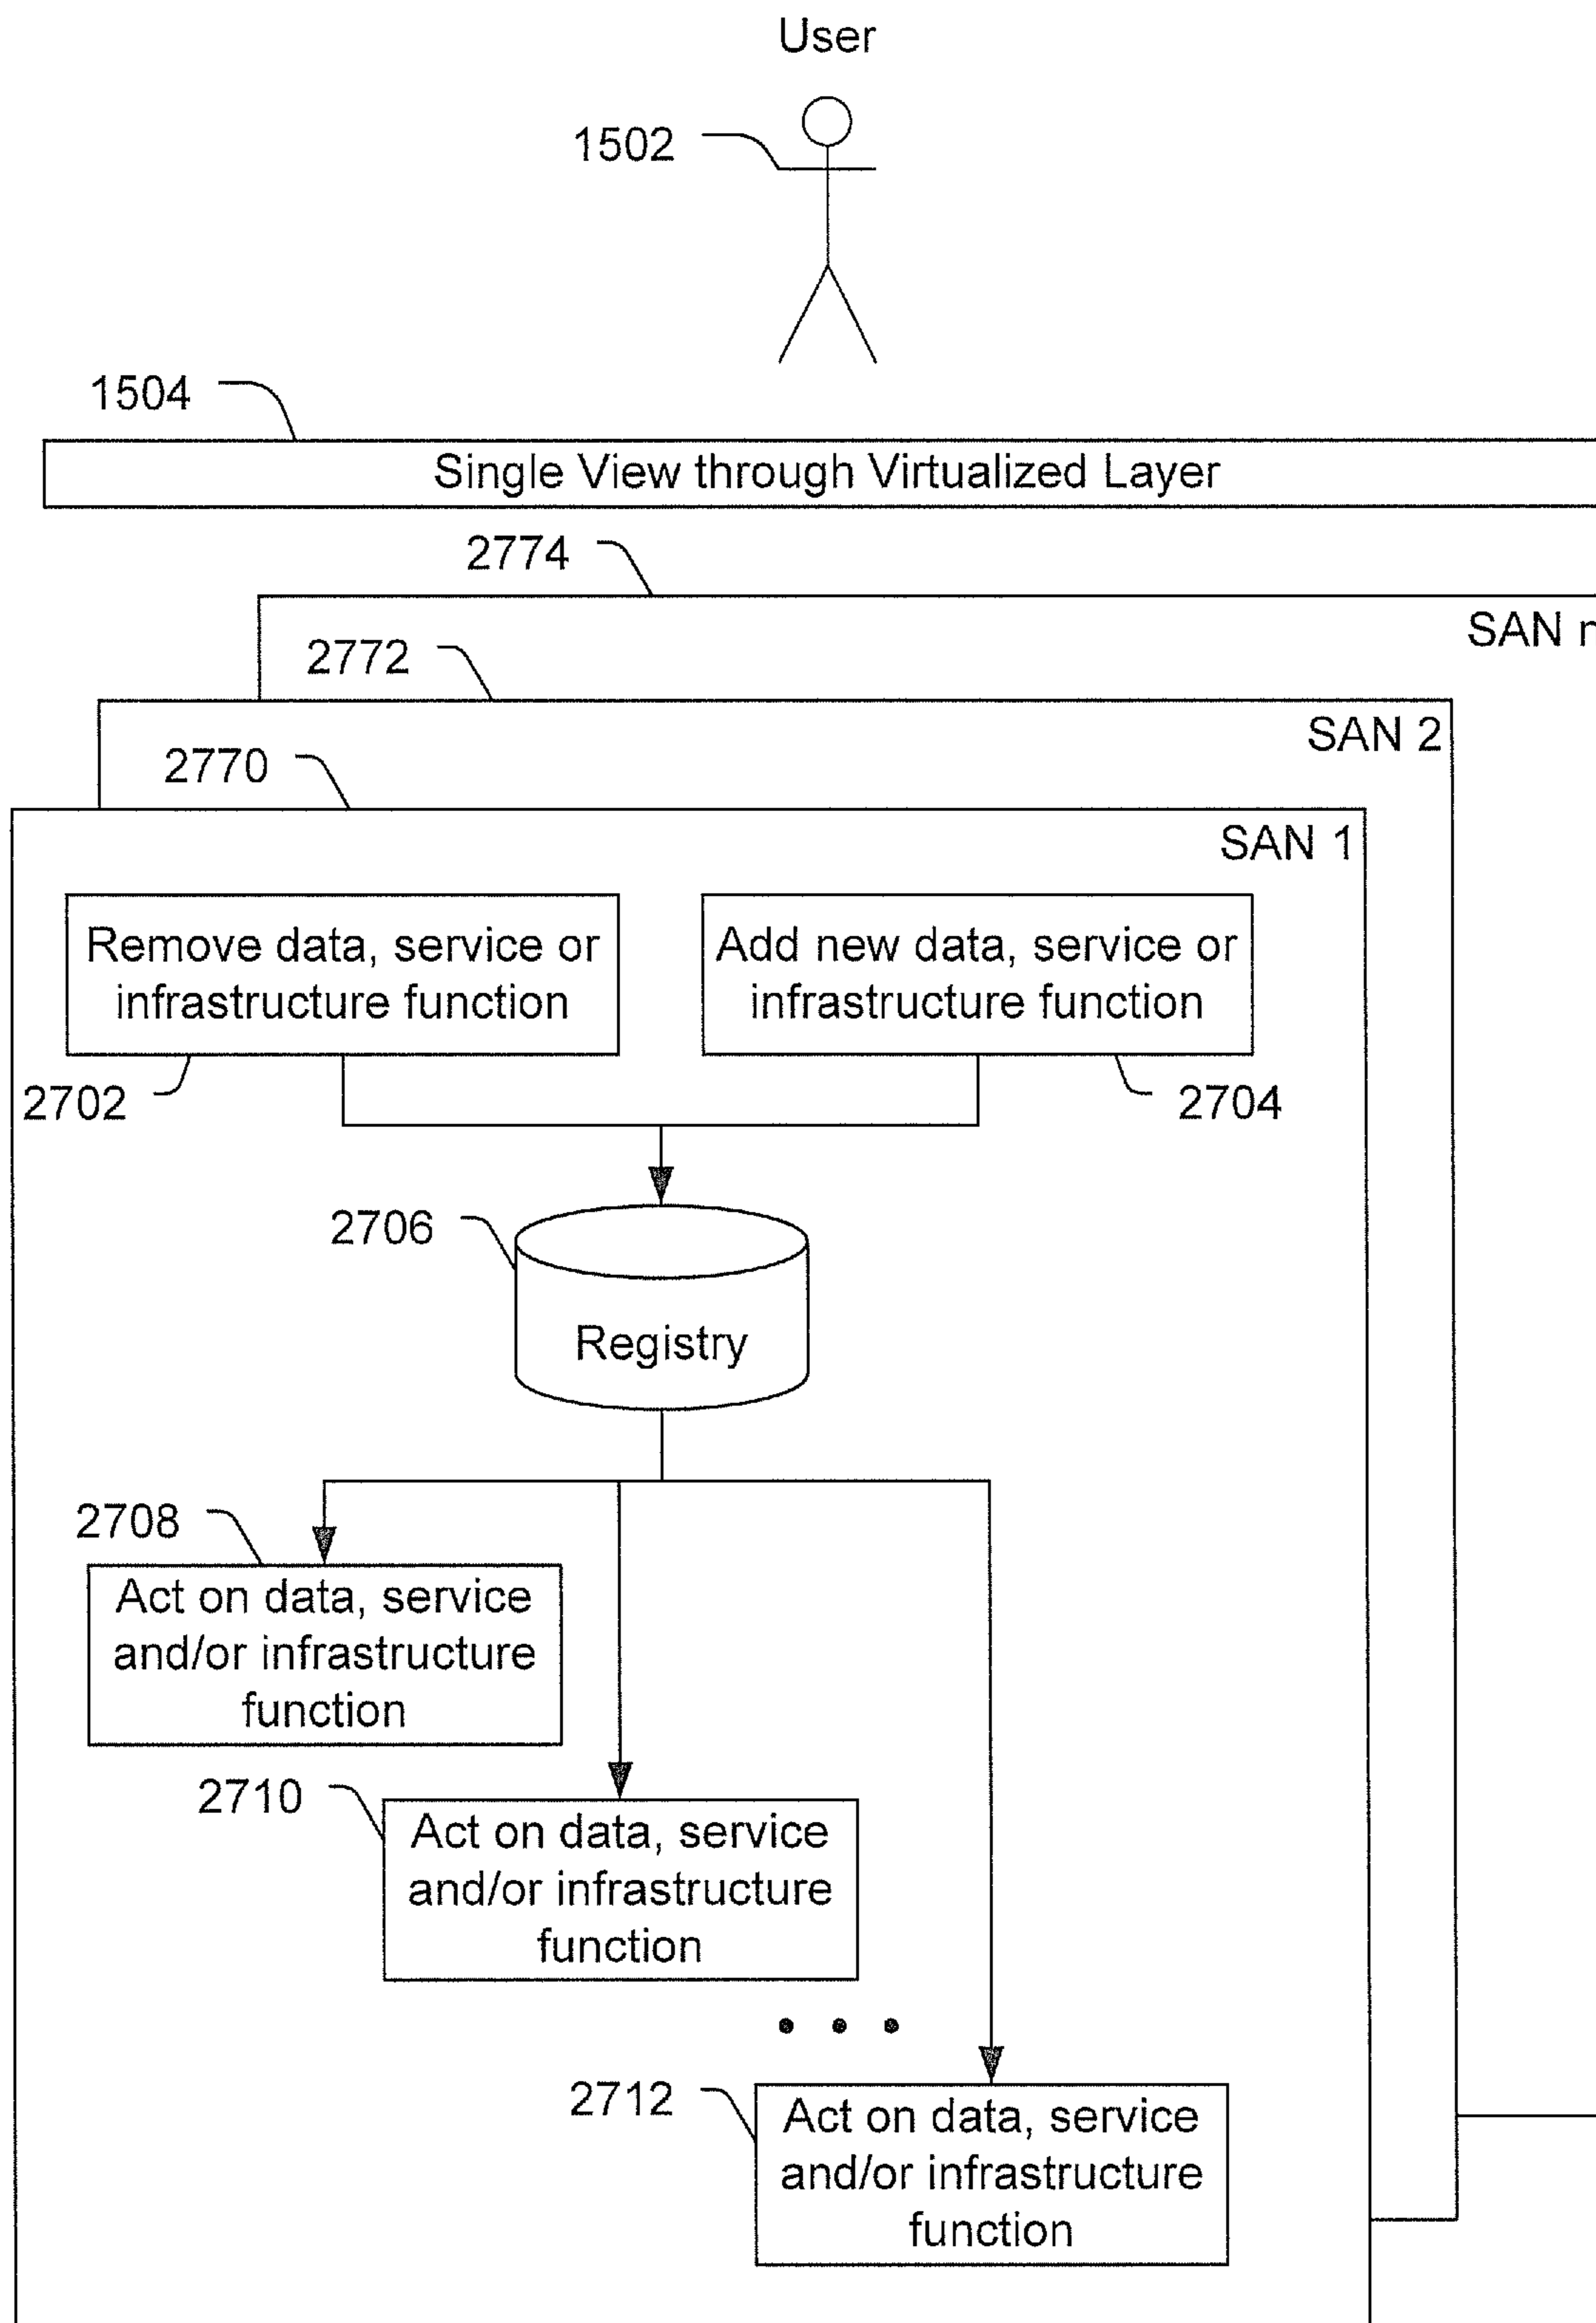 User
1502
1504
Single View through Virtualized Layer
2774
SAN n
2772
SAN 2
2770
SAN 1
Remove data, service or
infrastructure function
Add new data, service or
infrastructure function
2702
2704
2706
Registry
2708
Act on data, service
and/or infrastructure
function
2710
Act on data, service
and/or infrastructure
function
• • •
2712
Act on data, service
and/or infrastructure
function